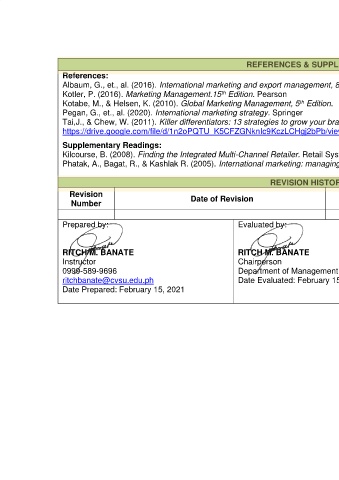 REFERENCES & SUPPL
References:
Albaum, G., et., al. (2016). International marketing and export management, 8
Kotler, P. (2016). Marketing Management.15th Edition. Pearson
Kotabe, M., & Helsen, K. (2010). Global Marketing Management, 5th Edition.
Pegan, G., et., al. (2020). International marketing strategy. Springer
Tai,J., & Chew, W. (2011). Killer differentiators: 13 strategies to grow your bra
https://drive.google.com/file/d/1n2oPQTU_K5CFZGNknIc9KczLCHqj2bPb/vie
Supplementary Readings:
Kilcourse, B. (2008). Finding the Integrated Multi-Channel Retailer. Retail Sys
Phatak, A., Bagat, R., & Kashlak R. (2005). International marketing: managing
REVISION HISTOR
Revision Number
Date of Revision
Prepared by:
RITCH M. BANATE
Instructor
0999-589-9696
ritchbanate@cvsu.edu.ph
Date Prepared: February 15, 2021
Evaluated by:
RITCH M. BANATE
Chairperson
Department of Management
Date Evaluated: February 15